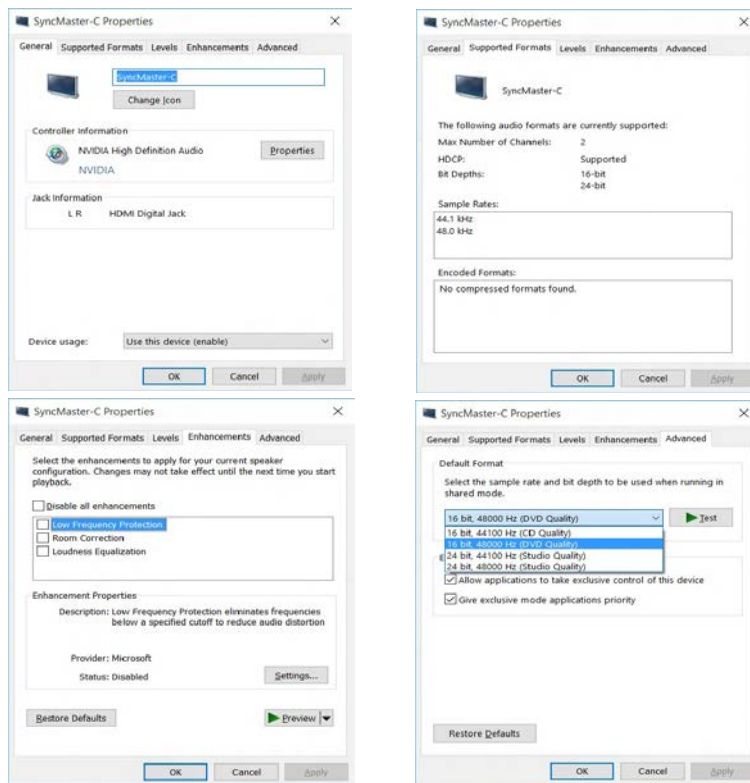 SyncMaster-C Properties
General Supported Formats Levels Enhancements Advanced
SyncMaster-C
Change Icon
Controller Information
NVIDIA High Definition Audio
Properties
NVIDIA
Jack Information
L R HDMI Digital Jack
Device usage: Use this device (enable)
OK Cancel Apply
SyncMaster-C Properties
General Supported Formats Levels Enhancements Advanced
SyncMaster-C
The following audio formats are currently supported:
Max Number of Channels: 2
HDCP: Supported
Bit Depths: 16-bit
24-bit
Sample Rates:
44.1 kHz
48.0 kHz
Encoded Formats:
No compressed formats found.
OK Cancel Apply
SyncMaster-C Properties
General Supported Formats Levels Enhancements Advanced
Select the enhancements to apply for your current speaker
configuration. Changes may not take effect until the next time you start
playback.
Disable all enhancements
Low Frequency Protection
Room Correction
Loudness Equalization
Enhancement Properties
Description: Low Frequency Protection eliminates frequencies
below a specified cutoff to reduce audio distortion
Provider: Microsoft
Status: Disabled
Settings...
Restore Defaults
Preview
OK Cancel Apply
SyncMaster-C Properties
General Supported Formats Levels Enhancements Advanced
Default Format
Select the sample rate and bit depth to be used when running in
shared mode.
16 bit, 48000 Hz (DVD Quality)
Test
16 bit, 44100 Hz (CD Quality)
16 bit, 48000 Hz (DVD Quality)
24 bit, 44100 Hz (Studio Quality)
24 bit, 48000 Hz (Studio Quality)
Allow applications to take exclusive control of this device
Give exclusive mode applications priority
Restore Defaults
OK Cancel Apply